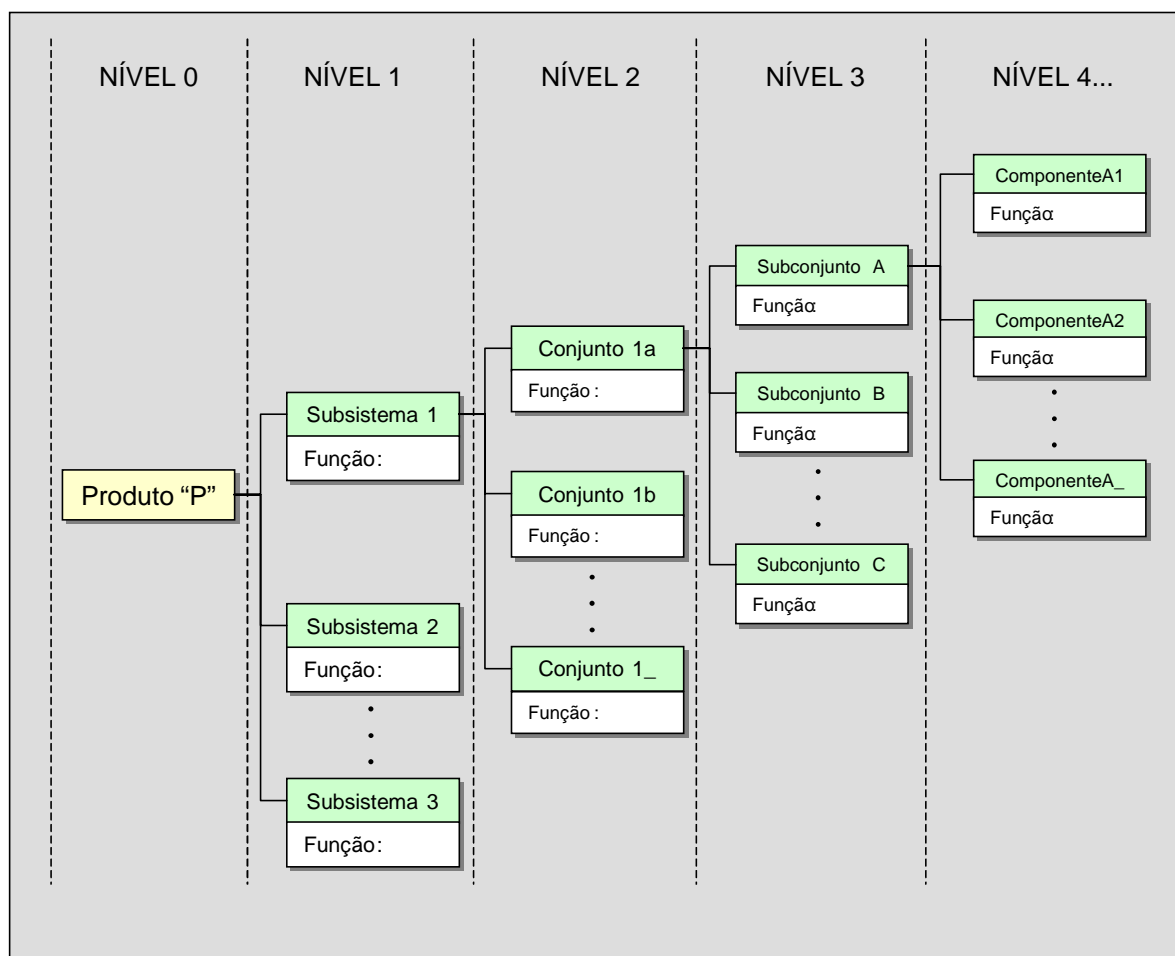 NÍVEL 0
NÍVEL 1
NÍVEL 2
NÍVEL 3
NÍVEL 4...
Produto “P”
Subsistema 1
Função:
Subsistema 2
Função:
Subsistema 3
Função:
Conjunto 1a
Função :
Conjunto 1b
Função :
Conjunto 1_
Função :
Subconjunto A
Funçãα
Subconjunto B
Funçãα
Subconjunto C
Funçãα
ComponenteA1
Funçãα
ComponenteA2
Funçãα
ComponenteA_
Funçãα